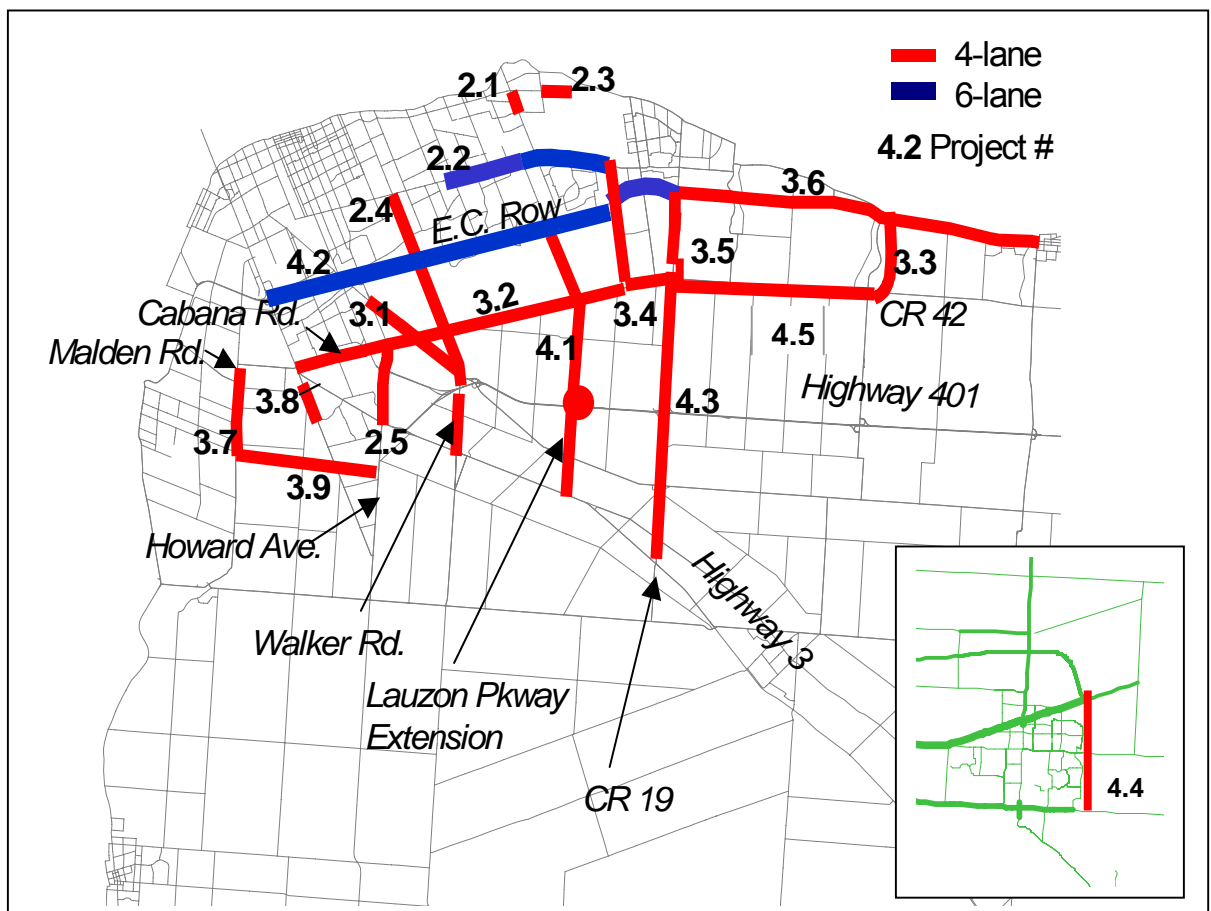 4-lane
6-lane
4.2 Project #
2.1
2.3
2.2
3.6
2.4
E.C. Row
3.5
3.3
4.2
3.2
Cabana Rd.
3.1
3.4
CR 42
Malden Rd.
4.1
4.5
3.8
4.3
Highway 401
3.7
2.5
3.9
Howard Ave.
Highway 3
Walker Rd.
Lauzon Pkway
Extension
CR 19
4.4